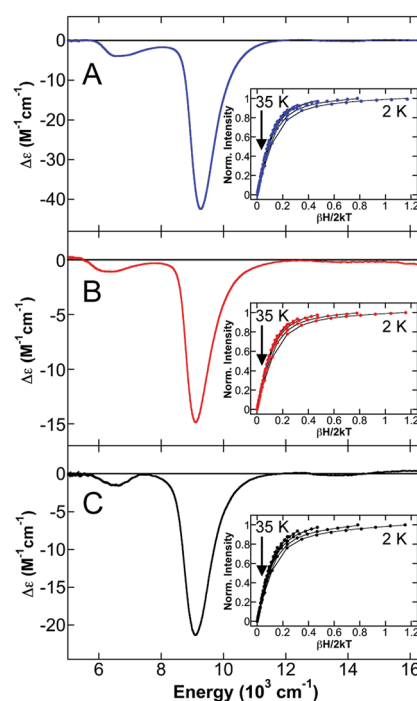 0
-10
-20
-30
-40
Δε (M⁻¹cm⁻¹)
A
35 K
2 K
Norm. Intensity
1
0.8
0.6
0.4
0.2
0
0 0.2 0.4 0.6 0.8 1 1.2
βH/2kT
0
-5
-10
-15
Δε (M⁻¹cm⁻¹)
B
35 K
2 K
Norm. Intensity
1
0.8
0.6
0.4
0.2
0
0 0.2 0.4 0.6 0.8 1 1.2
βH/2kT
0
-5
-10
-15
-20
Δε (M⁻¹cm⁻¹)
C
35 K
2 K
Norm. Intensity
1
0.8
0.6
0.4
0.2
0
0 0.2 0.4 0.6 0.8 1 1.2
βH/2kT
6 8 10 12 14 16
Energy (10³ cm⁻¹)